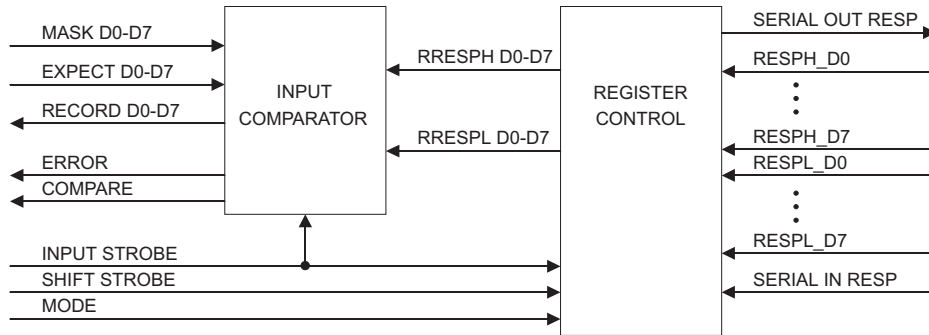 MASK D0-D7
EXPECT D0-D7
RECORD D0-D7
ERROR
COMPARE
INPUT STROBE
SHIFT STROBE
MODE
INPUT
COMPARATOR
RRESPH D0-D7
RRESPL D0-D7
REGISTER
CONTROL
SERIAL OUT RESP
RESPH_D0
RESPH_D7
RESPL_D0
RESPL_D7
SERIAL IN RESP